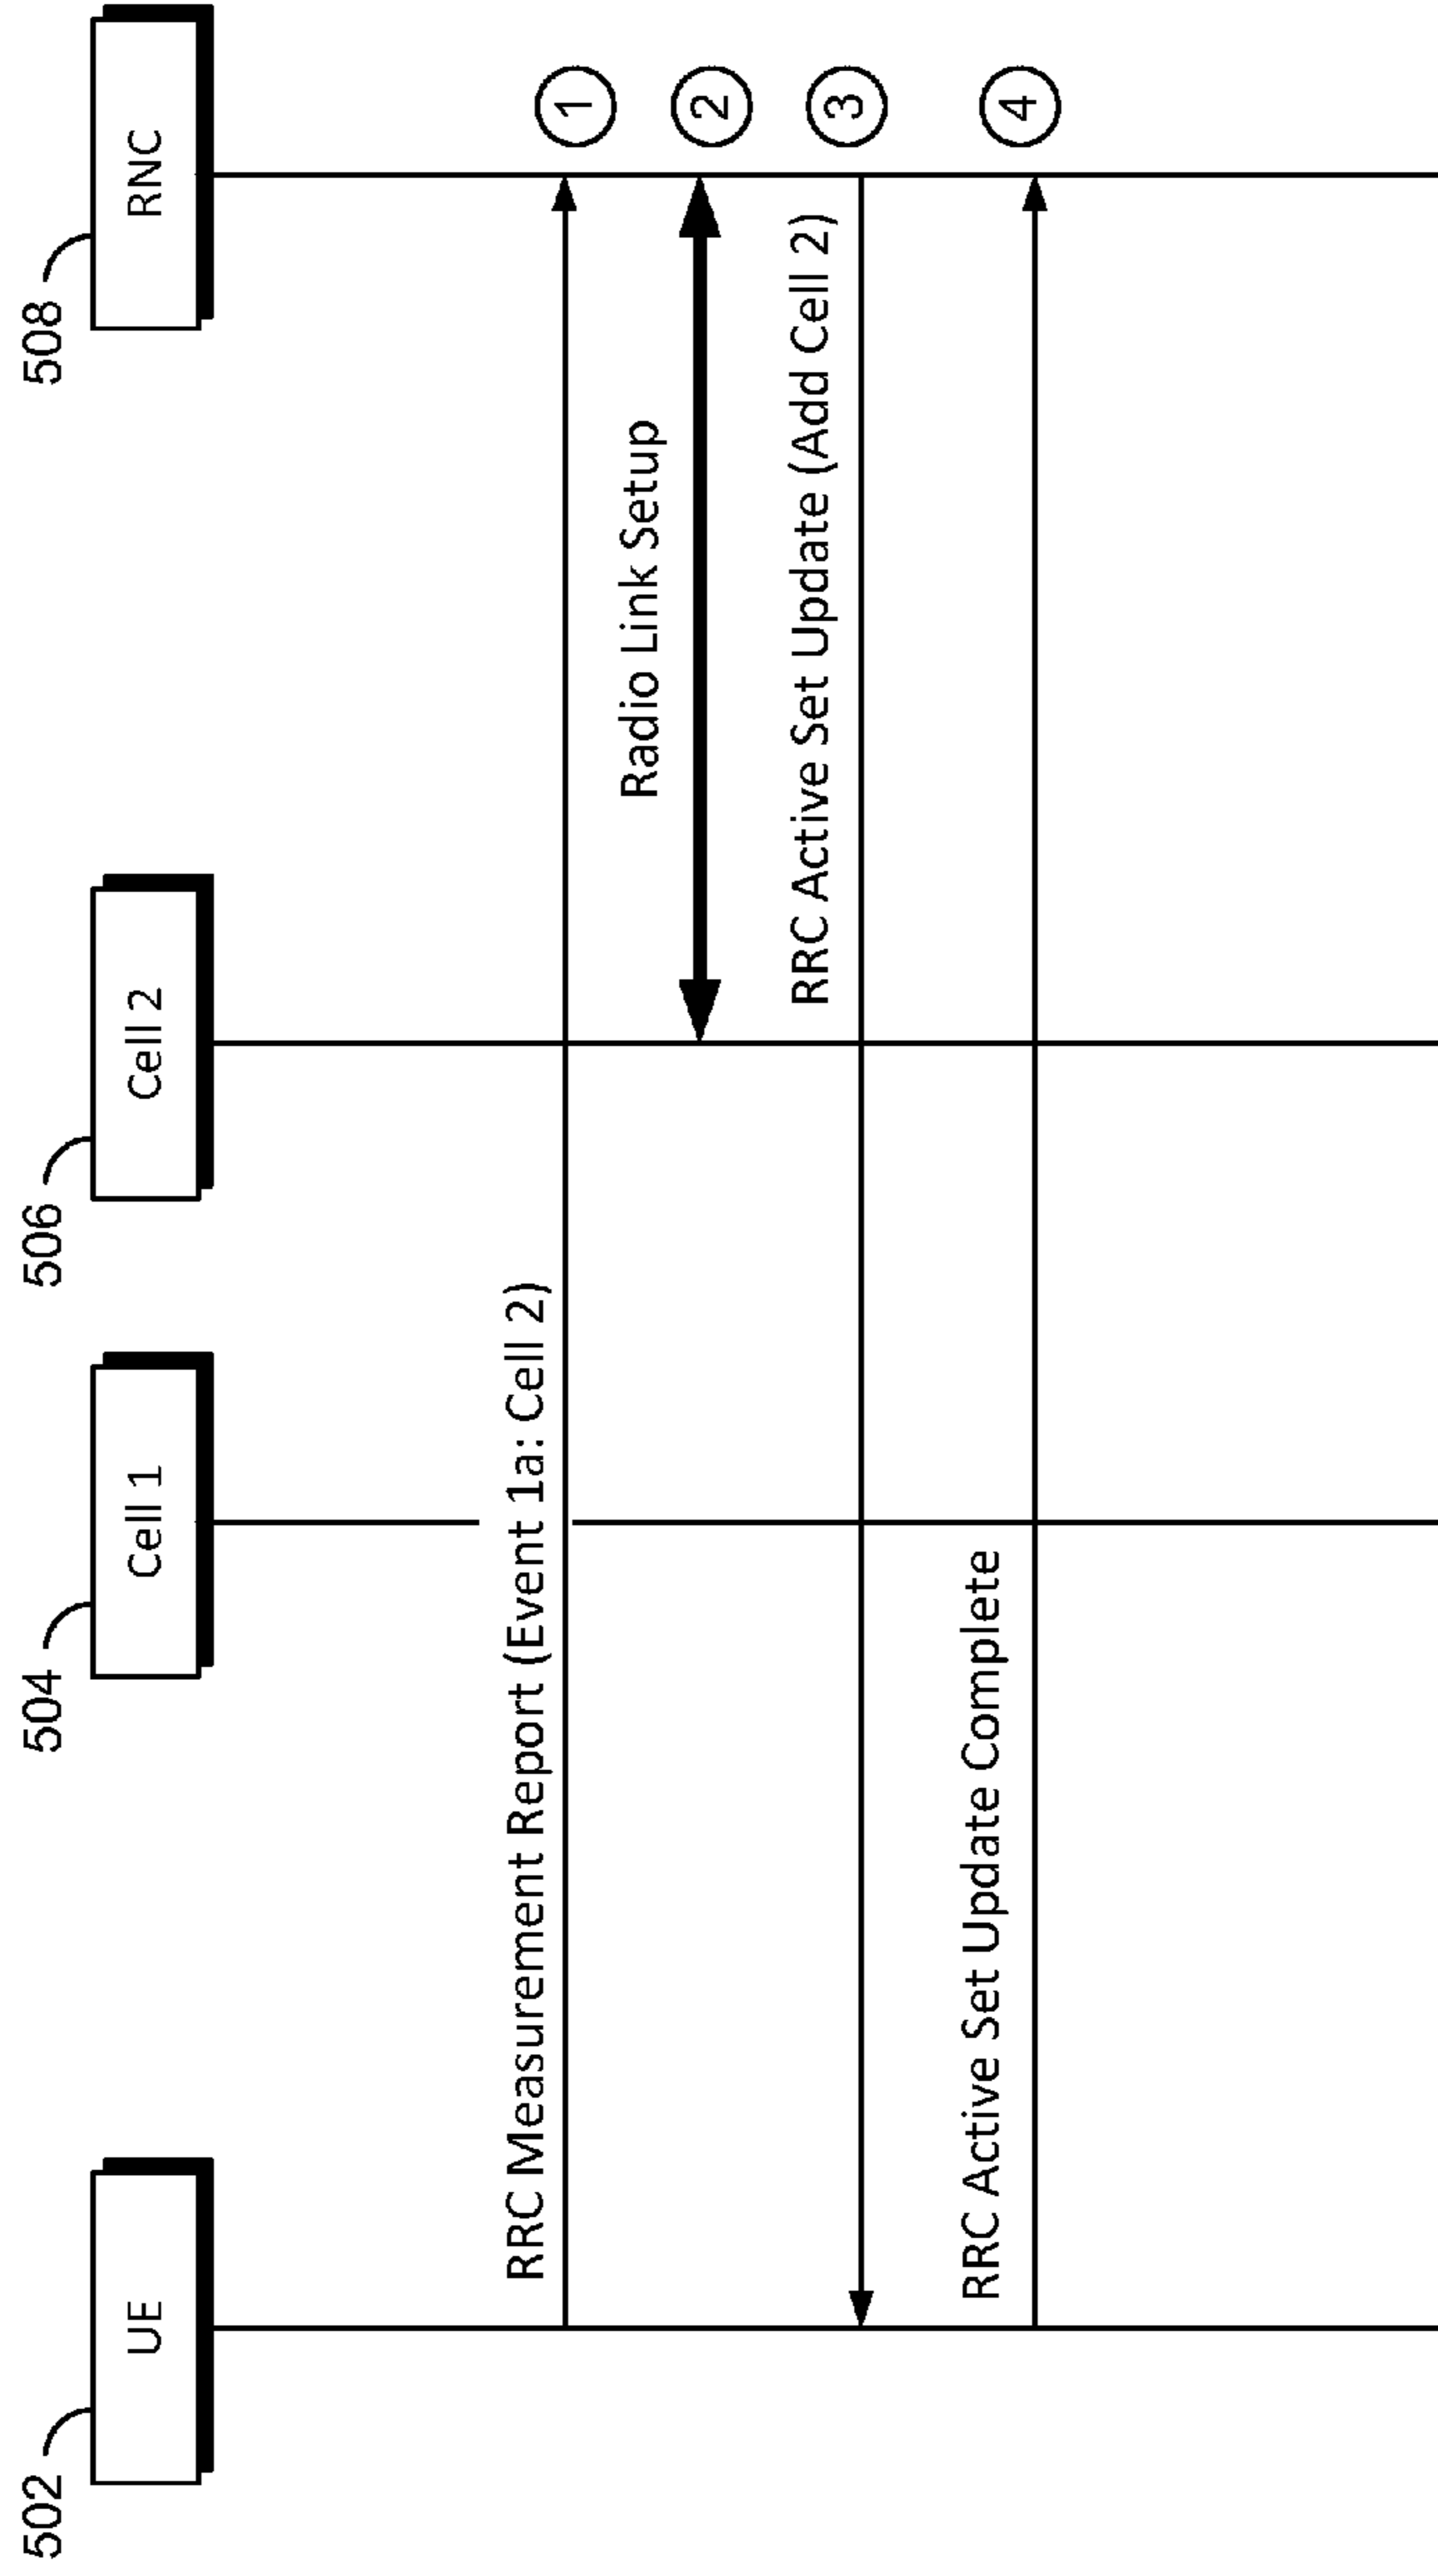 502
504
506
508
UE
Cell 1
Cell 2
RNC
RRC Measurement Report (Event 1a: Cell 2)
1
Radio Link Setup
2
RRC Active Set Update (Add Cell 2)
3
RRC Active Set Update Complete
4